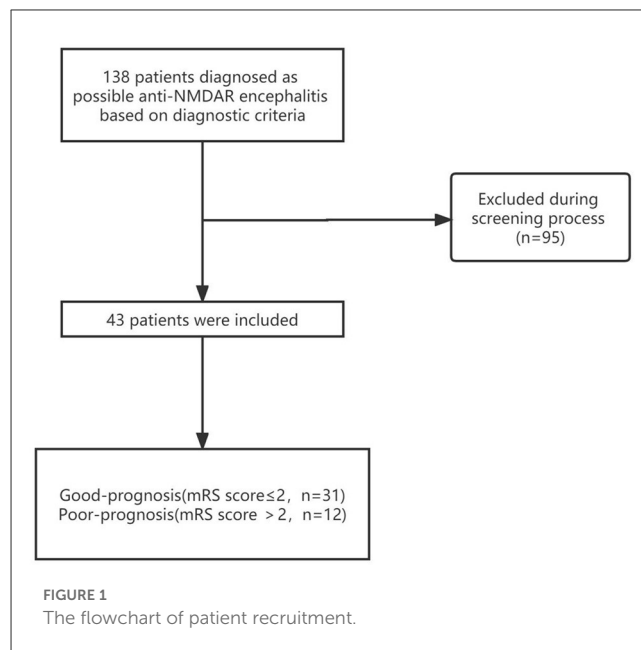 138 patients diagnosed as
possible anti-NMDAR encephalitis
based on diagnostic criteria
Excluded during
screening process
(n=95)
43 patients were included
Good-prognosis(mRS score≤2, n=31)
Poor-prognosis(mRS score >2, n=12)
FIGURE 1
The flowchart of patient recruitment.